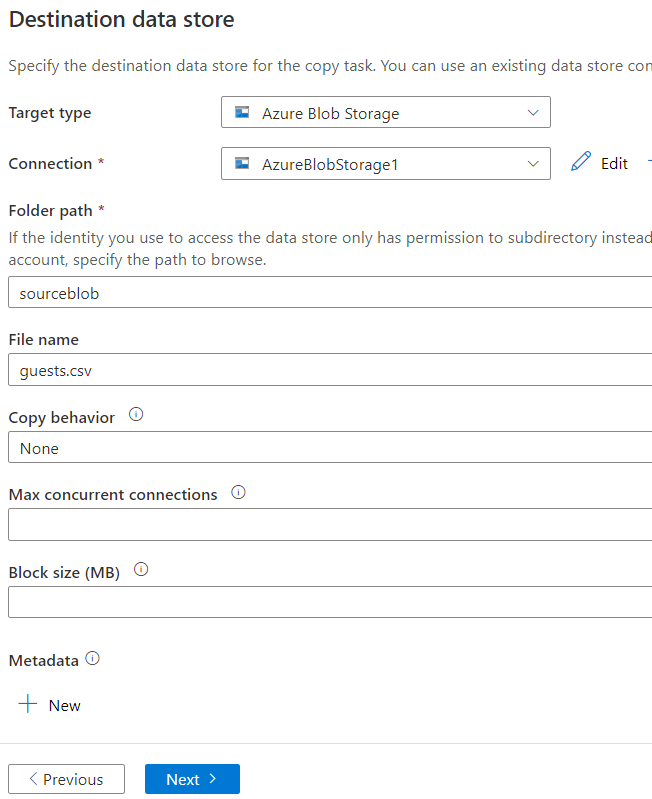 Destination data store
Specify the destination data store for the copy task. You can use an existing data store con
Target type
Azure Blob Storage
Connection *
AzureBlobStorage1
Edit
Folder path *
If the identity you use to access the data store only has permission to subdirectory instead
account, specify the path to browse.
sourceblob
File name
guests.csv
Copy behavior
None
Max concurrent connections
Block size (MB)
Metadata
New
Previous
Next